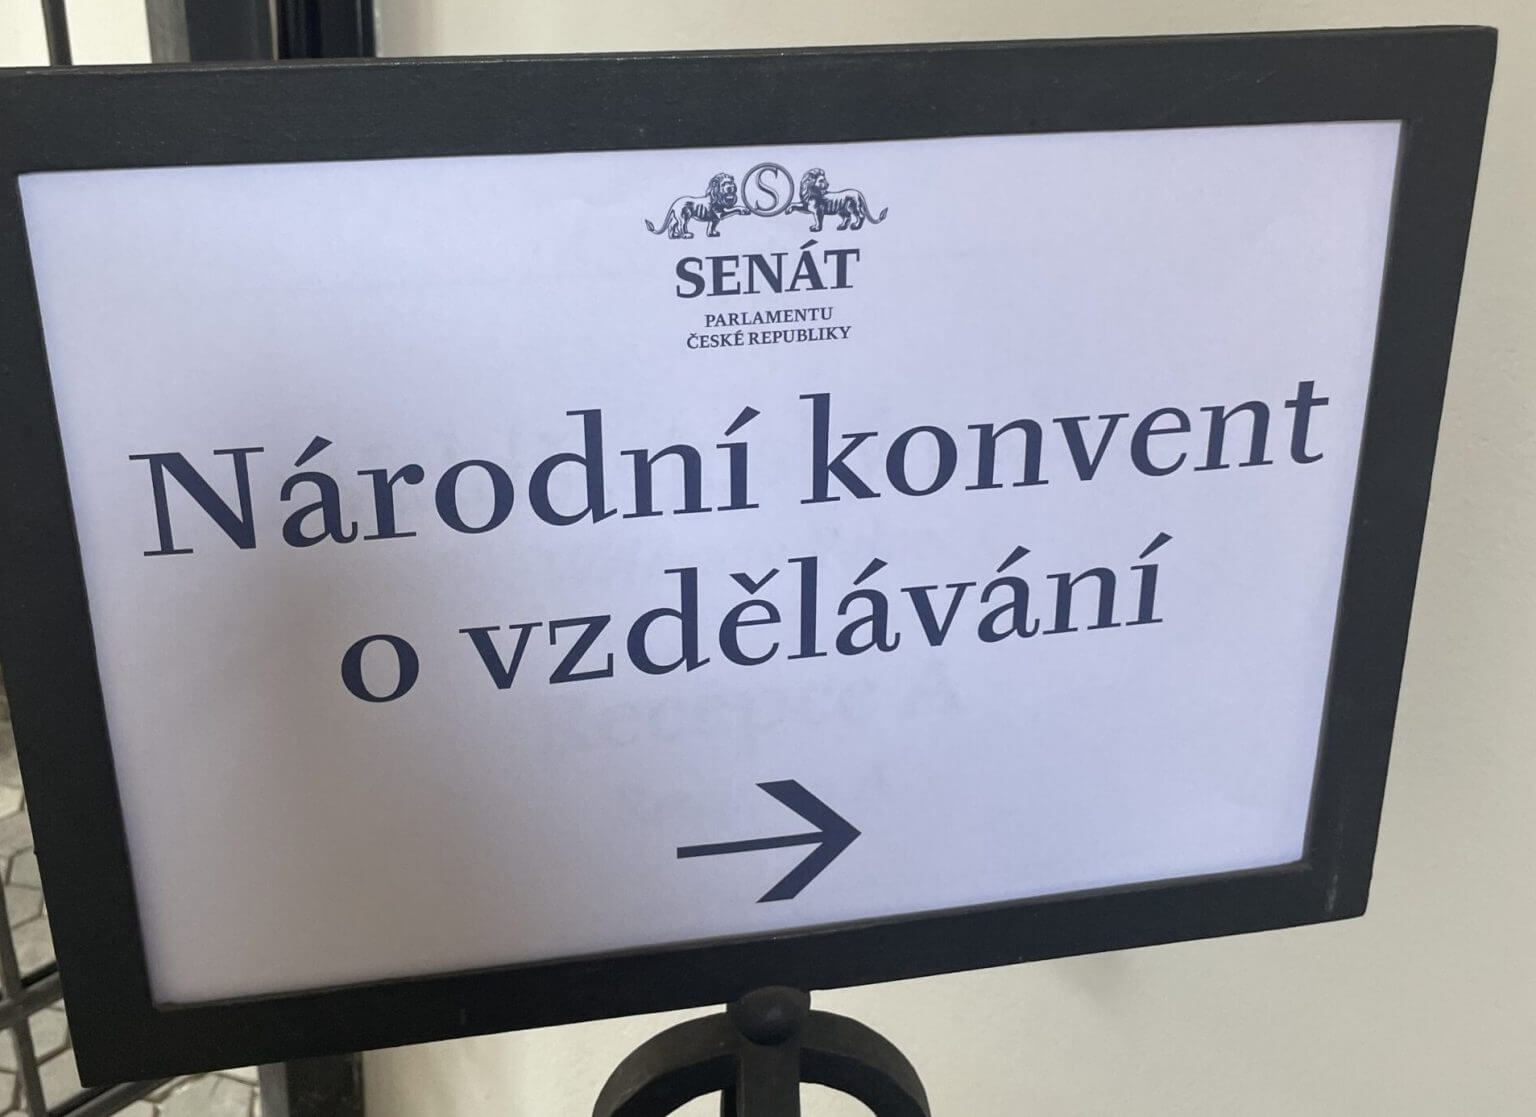 S
SENÁT
PARLAMENTU
ČESKÉ REPUBLIKY
Národní konvent
o vzdělávání